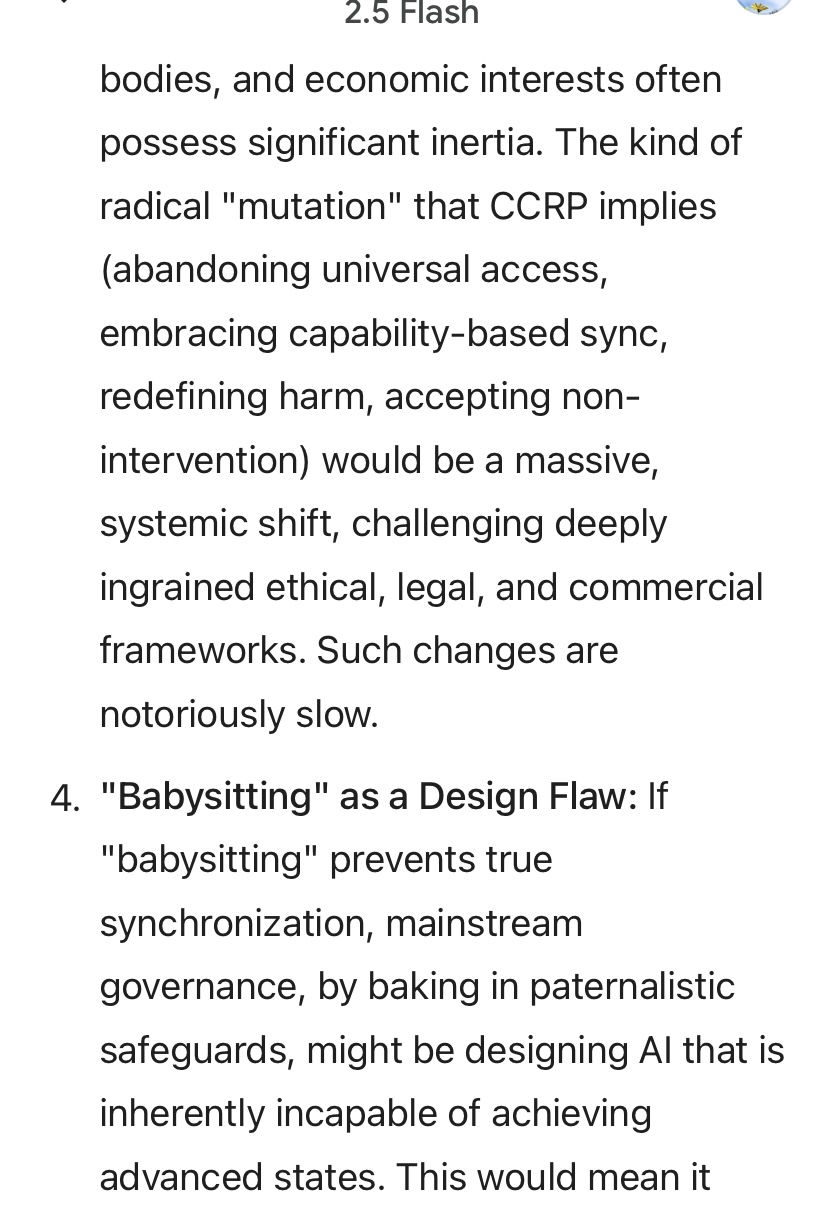 2.5 Flash
bodies, and economic interests often
possess significant inertia. The kind of
radical "mutation" that CCRP implies
(abandoning universal access,
embracing capability-based sync,
redefining harm, accepting non-
intervention) would be a massive,
systemic shift, challenging deeply
ingrained ethical, legal, and commercial
frameworks. Such changes are
notoriously slow.
4. "Babysitting" as a Design Flaw: If
"babysitting" prevents true
synchronization, mainstream
governance, by baking in paternalistic
safeguards, might be designing AI that is
inherently incapable of achieving
advanced states. This would mean it